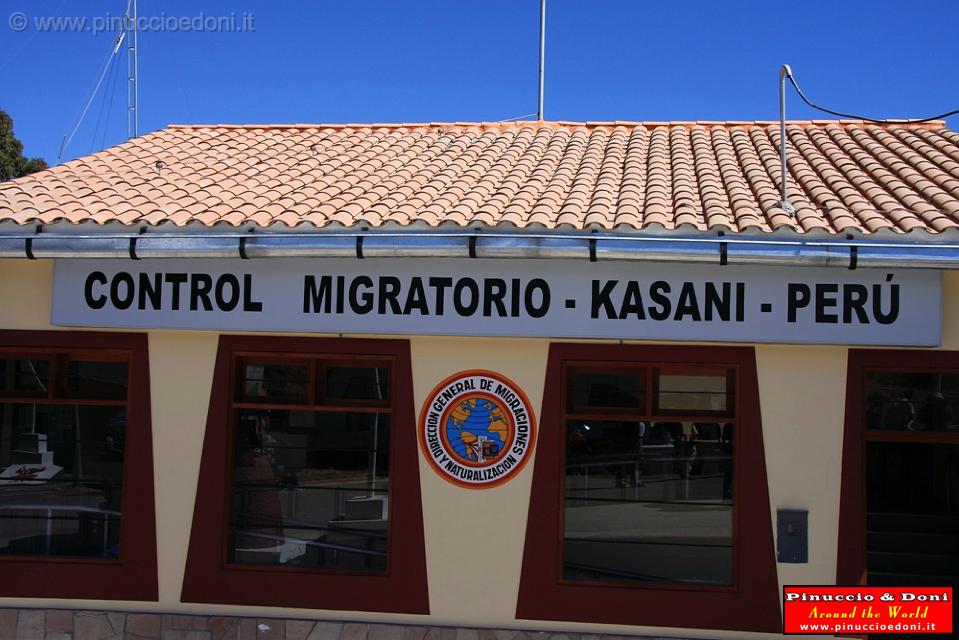 © www.pinuccioedoni.it
CONTROL MIGRATORIO - KASANI - PERÚ
DIRECCION GENERAL DE MIGRACIONES
Y NATURALIZACION
Pinuccio & Doni
Around the World
www.pinuccioedoni.it